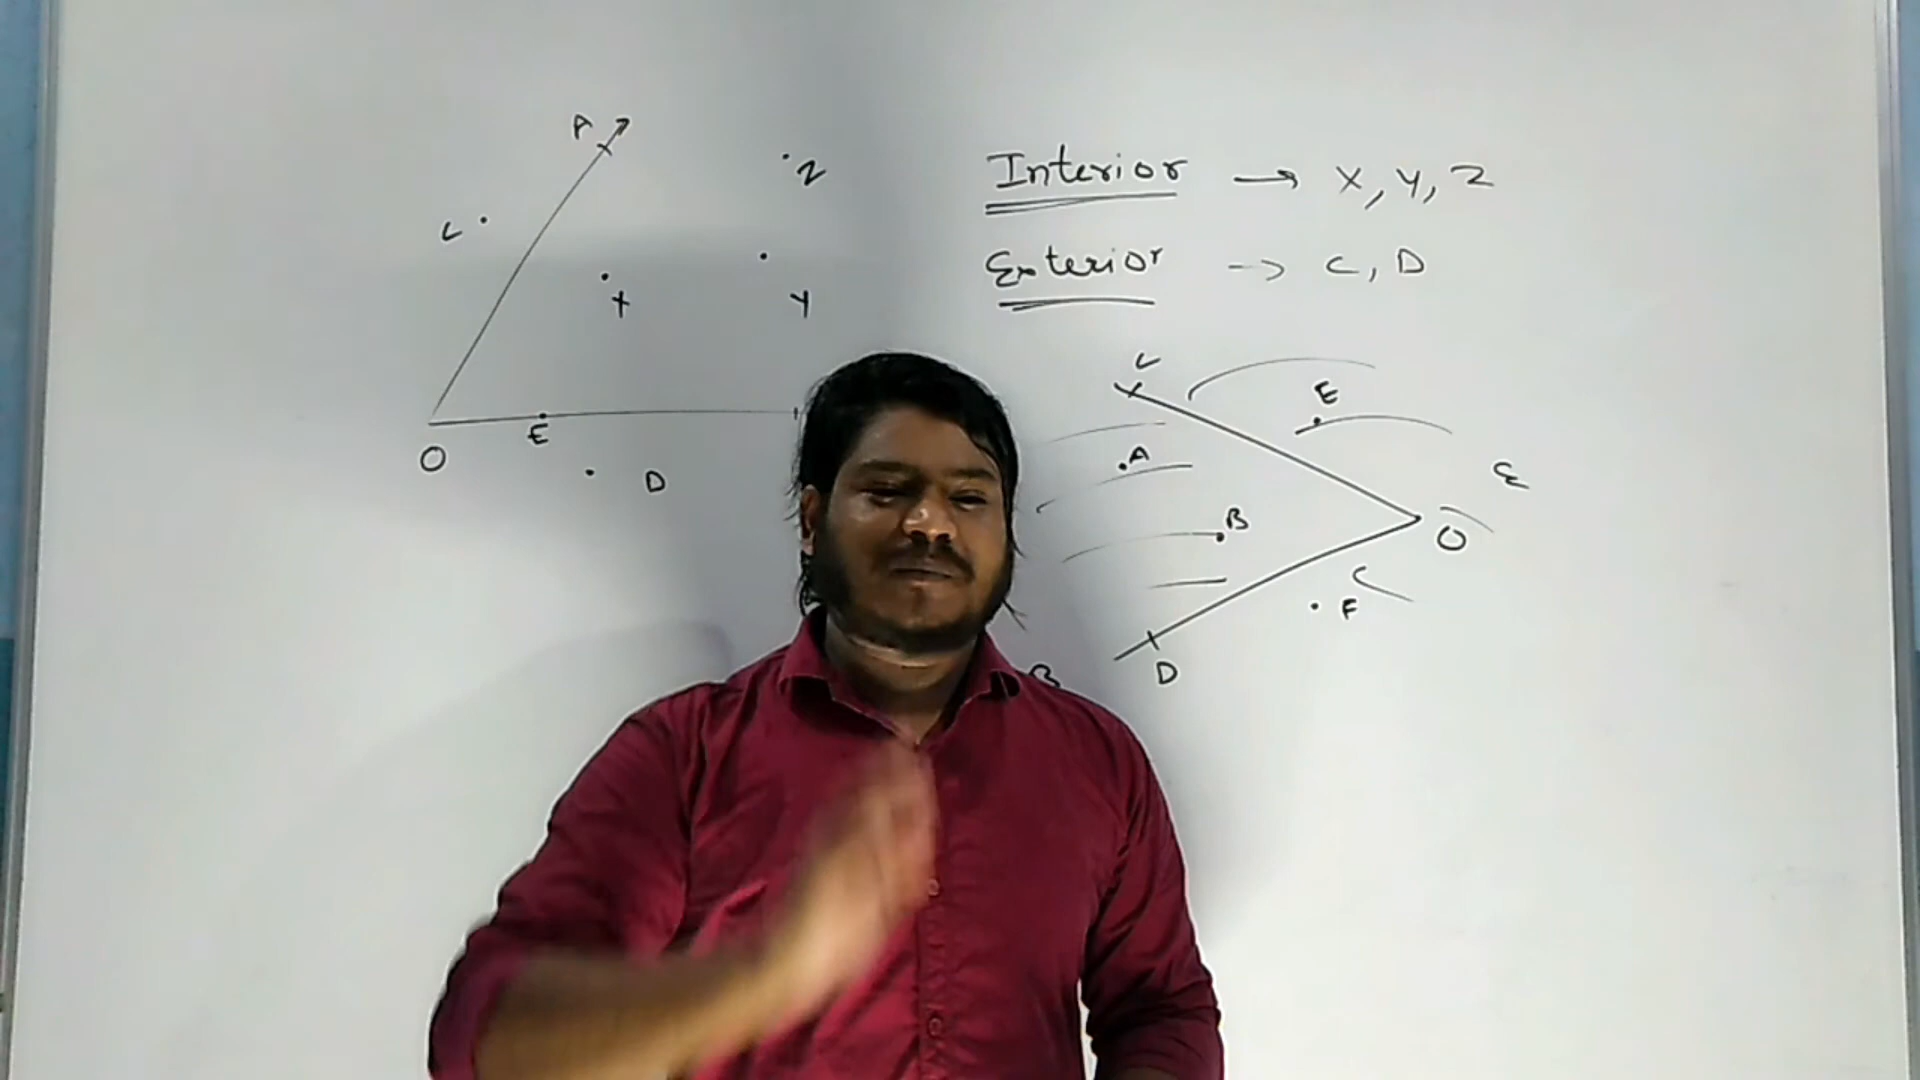 A
Z
C
X
Y
O
E
D
Interior → X, Y, Z
Exterior → C, D
C
E
A
B
E
O
F
D
B